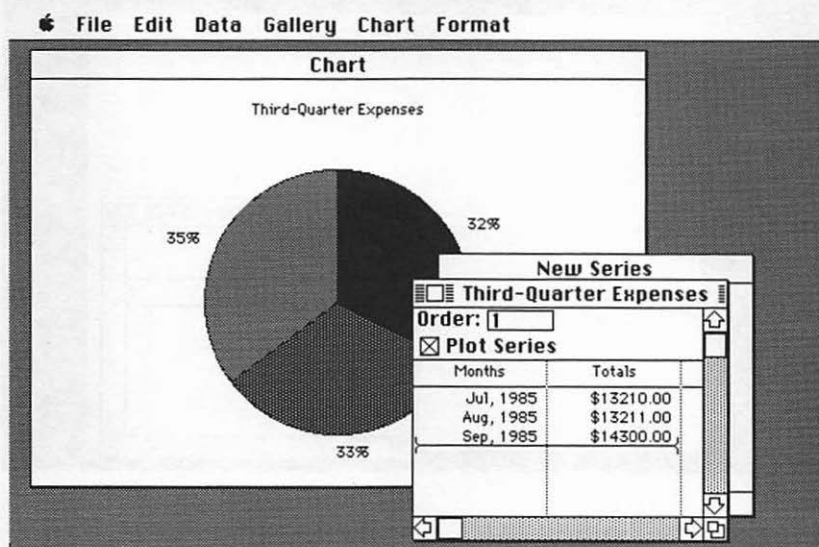 File Edit Data Gallery Chart Format
Chart
Third-Quarter Expenses
35%
32%
33%
New Series
Third-Quarter Expenses
Order: 1
Plot Series
Months Totals
Jul, 1985 $13210.00
Aug, 1985 $13211.00
Sep, 1985 $14300.00